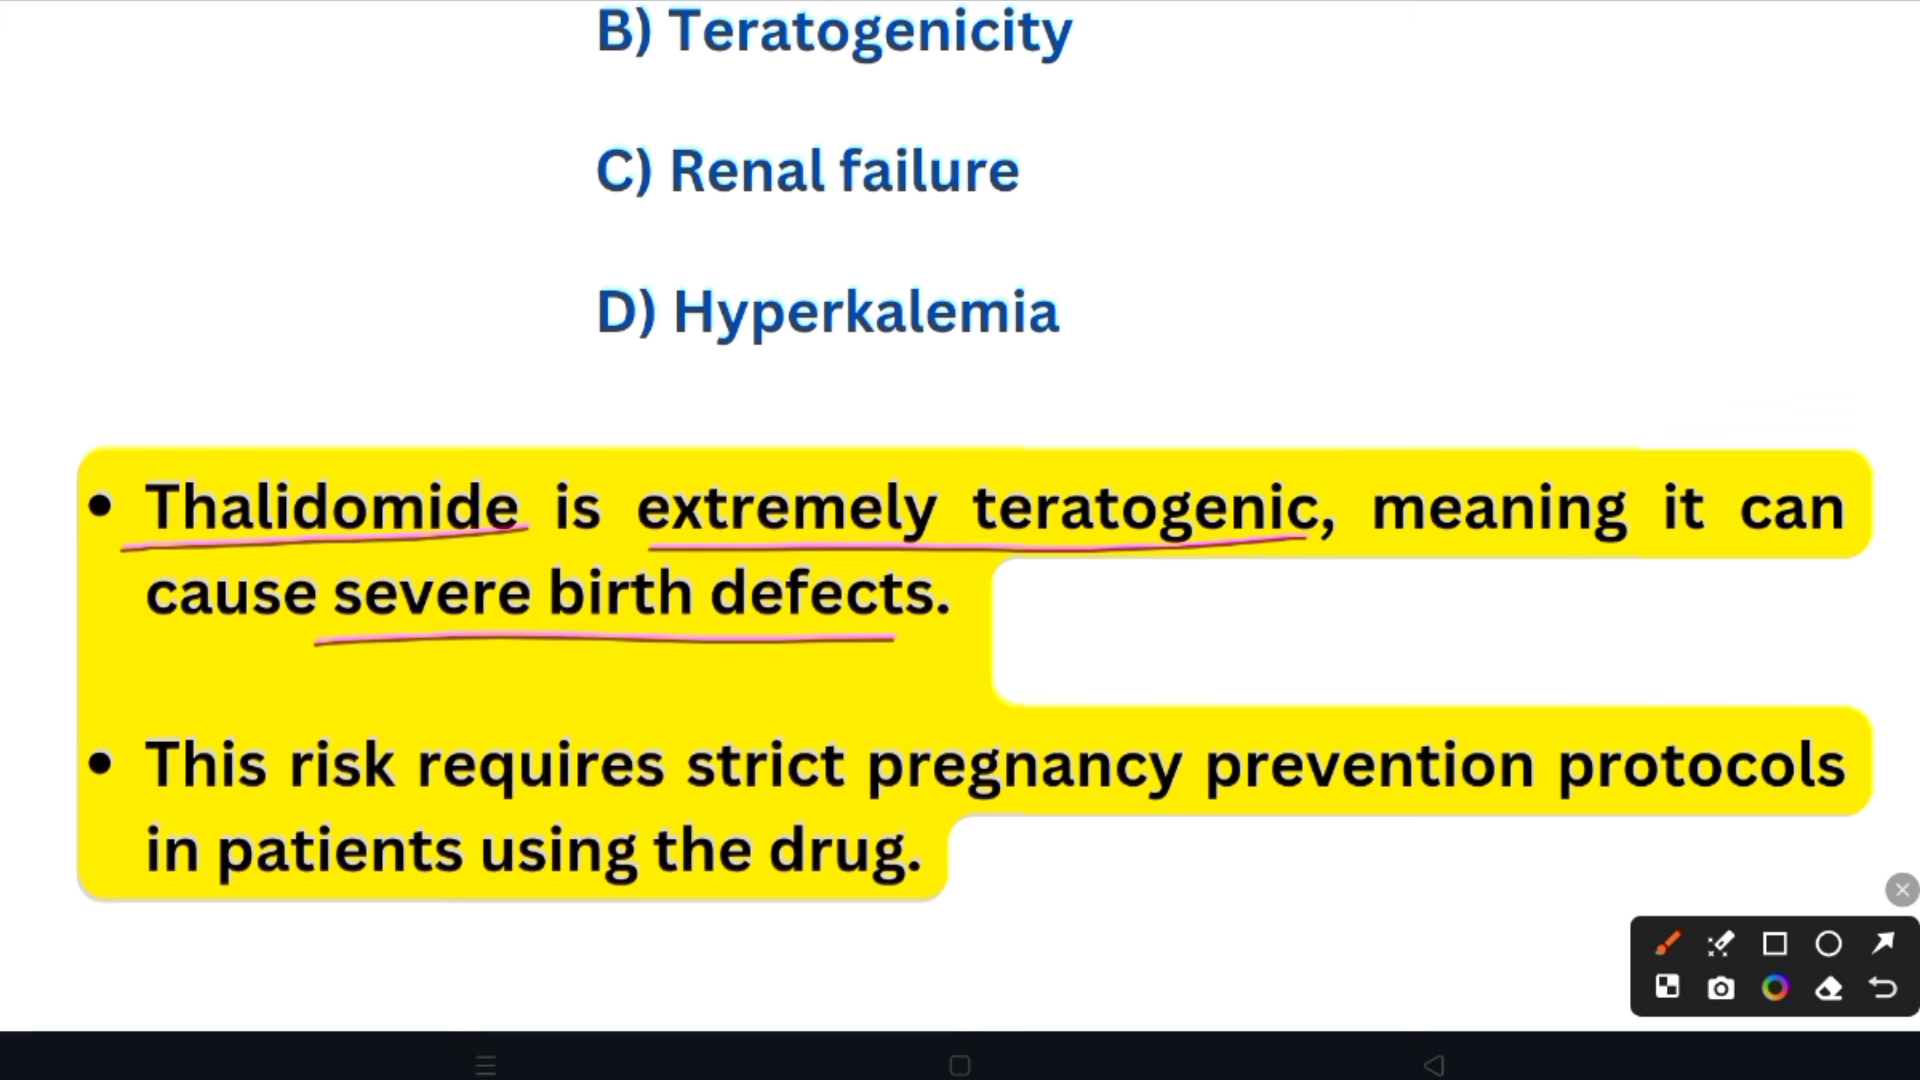 B) Teratogenicity
C) Renal failure
D) Hyperkalemia
• Thalidomide is extremely teratogenic, meaning it can
cause severe birth defects.
• This risk requires strict pregnancy prevention protocols
in patients using the drug.